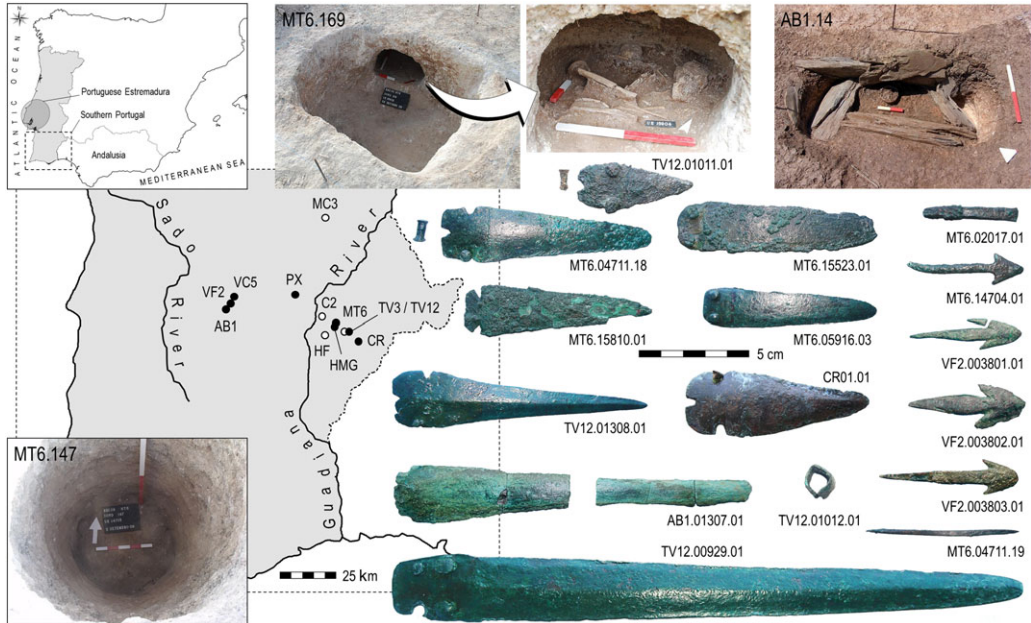 N
ATLANTIC OCEAN
Portuguese Estremadura
Southern Portugal
Andalusia
MEDITERRANEAN SEA
MT6.169
AB1.14
Sado
River
MC3
River
Guadiana
VC5
VF2
AB1
PX
C2
MT6
TV3 / TV12
HF
HMG
CR
25 km
MT6.147
TV12.01011.01
MT6.04711.18
MT6.15523.01
MT6.02017.01
MT6.14704.01
MT6.15810.01
MT6.05916.03
VF2.003801.01
5 cm
CR01.01
TV12.01308.01
VF2.003802.01
AB1.01307.01
TV12.01012.01
VF2.003803.01
MT6.04711.19
TV12.00929.01